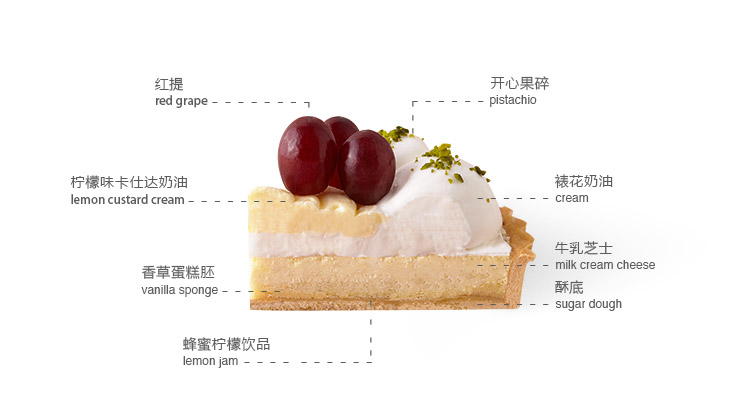 红提
red grape
开心果碎
pistachio
柠檬味卡仕达奶油
lemon custard cream
裱花奶油
cream
牛乳芝士
milk cream cheese
香草蛋糕胚
vanilla sponge
酥底
sugar dough
蜂蜜柠檬饮品
lemon jam